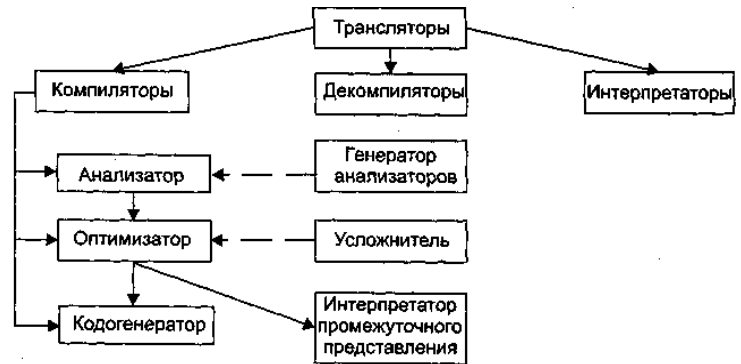 Трансляторы
Компиляторы
Декомпиляторы
Интерпретаторы
Анализатор
Генератор
анализаторов
Оптимизатор
Усложнитель
Кодогенератор
Интерпретатор
промежуточного
представления